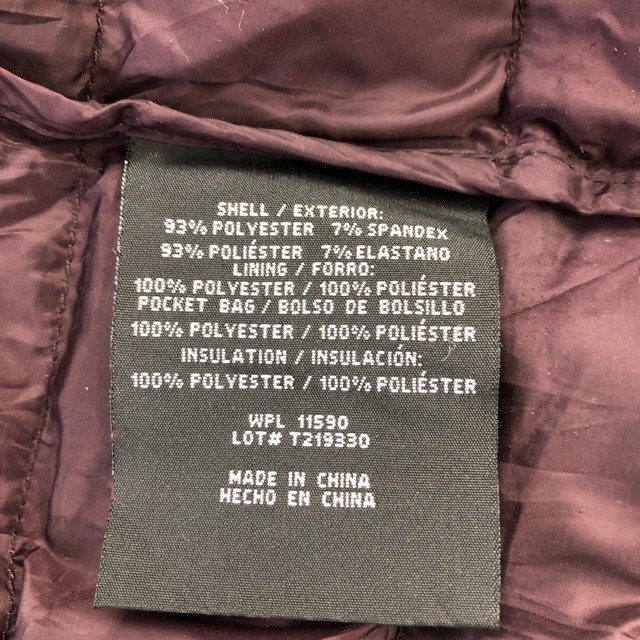 SHELL / EXTERIOR:
93% POLYESTER 7% SPANDEX
93% POLIÉSTER 7% ELASTANO
LINING / FORRO:
100% POLYESTER / 100% POLIÉSTER
POCKET BAG / BOLSO DE BOLSILLO
100% POLYESTER / 100% POLIÉSTER
INSULATION / INSULACIÓN:
100% POLYESTER / 100% POLIÉSTER
WPL 11590
LOT# T219330
MADE IN CHINA
HECHO EN CHINA